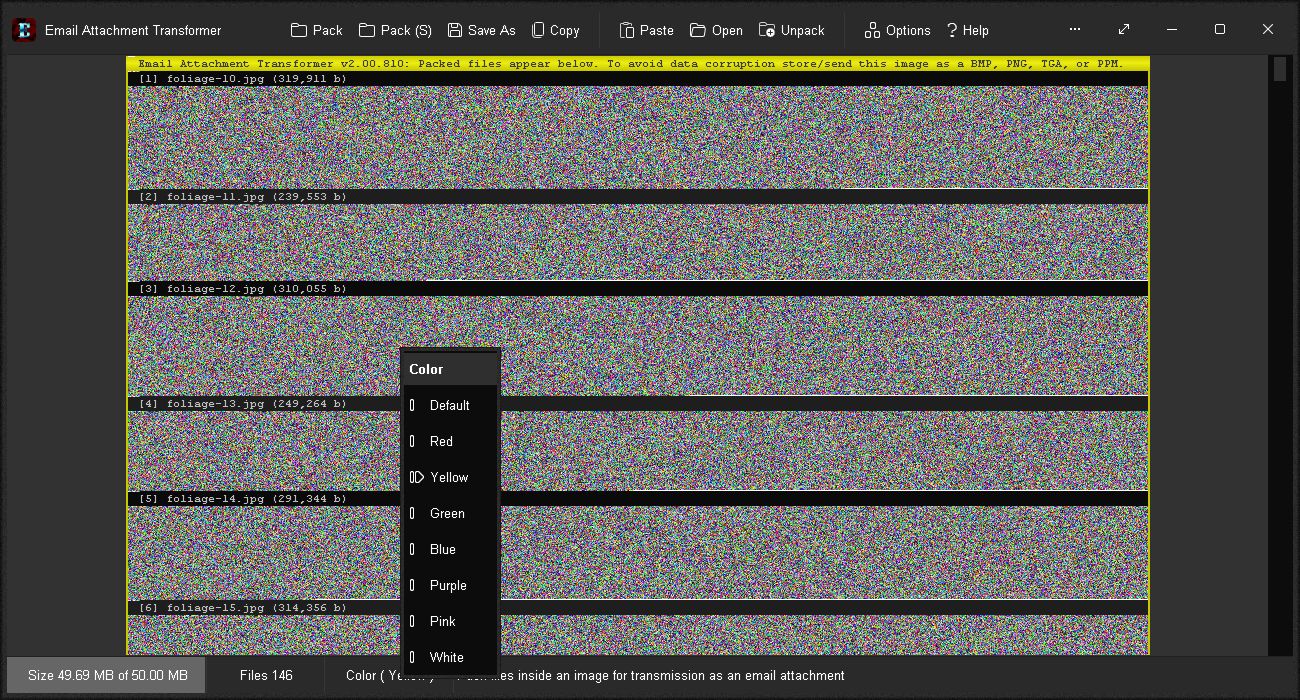 Email Attachment Transformer
Pack Pack (S) Save As Copy Paste Open Unpack Options Help
Email Attachment Transformer v2.00.810: Packed files appear below. To avoid data corruption store/send this image as a BMP, PNG, TGA, or PPM.
[1] foliage-10.jpg (319,911 b)
[2] foliage-11.jpg (239,553 b)
[3] foliage-12.jpg (310,055 b)
[4] foliage-13.jpg (249,264 b)
[5] foliage-14.jpg (291,344 b)
[6] foliage-15.jpg (314,356 b)
Color
Default
Red
Yellow
Green
Blue
Purple
Pink
White
Size 49.69 MB of 50.00 MB
Files 146
Color ( Yellow )
files inside an image for transmission as an email attachment